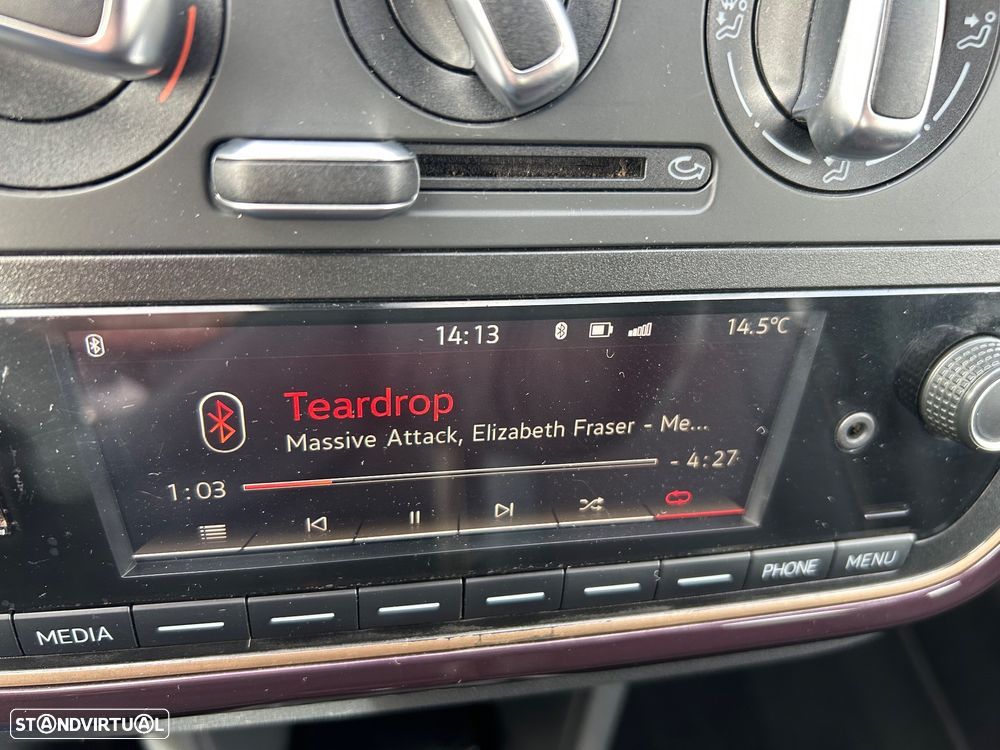 14:13
14.5°C
Teardrop
Massive Attack, Elizabeth Fraser - Me...
1:03
- 4:27
PHONE
MENU
MEDIA
STANDVIRTUAL